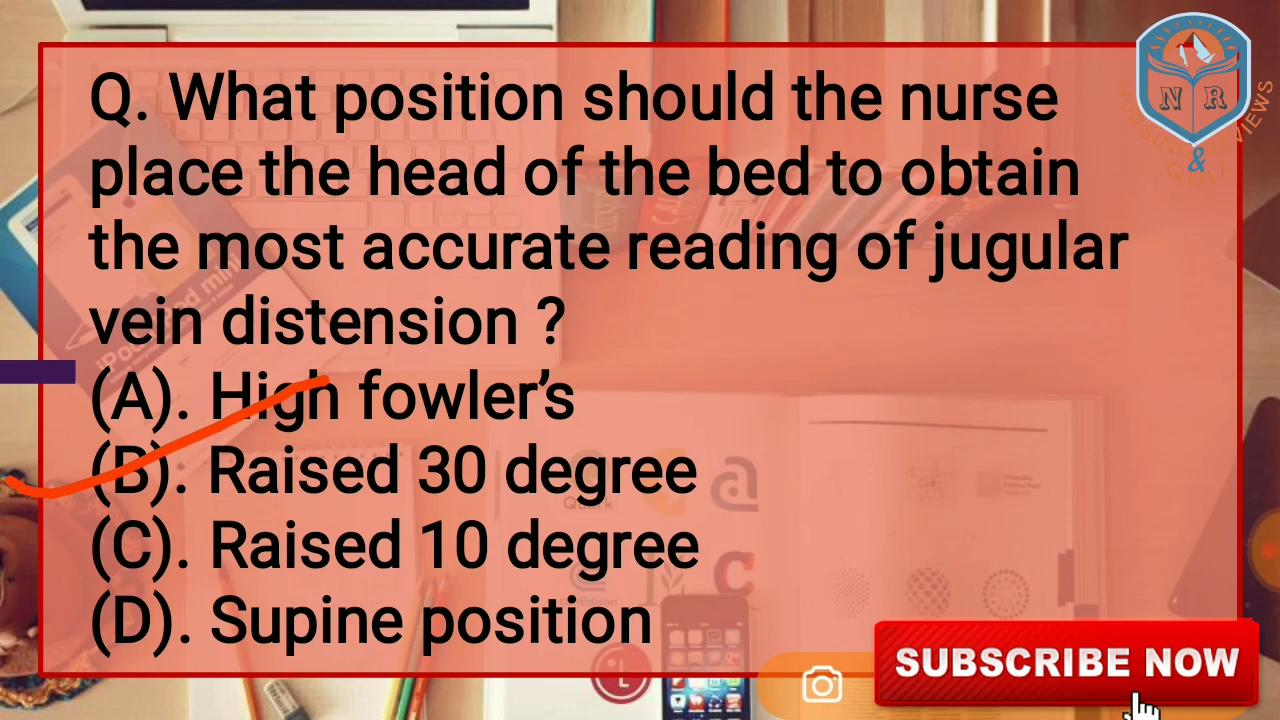 Q. What position should the nurse
place the head of the bed to obtain
the most accurate reading of jugular
vein distension ?
(A). High fowler’s
(B). Raised 30 degree
(C). Raised 10 degree
(D). Supine position
N R
&
VIEWS
SUBSCRIBE NOW